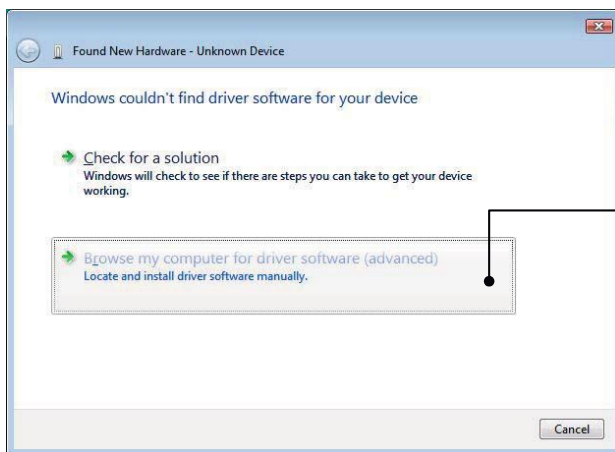 Found New Hardware - Unknown Device
Windows couldn't find driver software for your device
Check for a solution
Windows will check to see if there are steps you can take to get your device
working.
Browse my computer for driver software (advanced)
Locate and install driver software manually.
Cancel